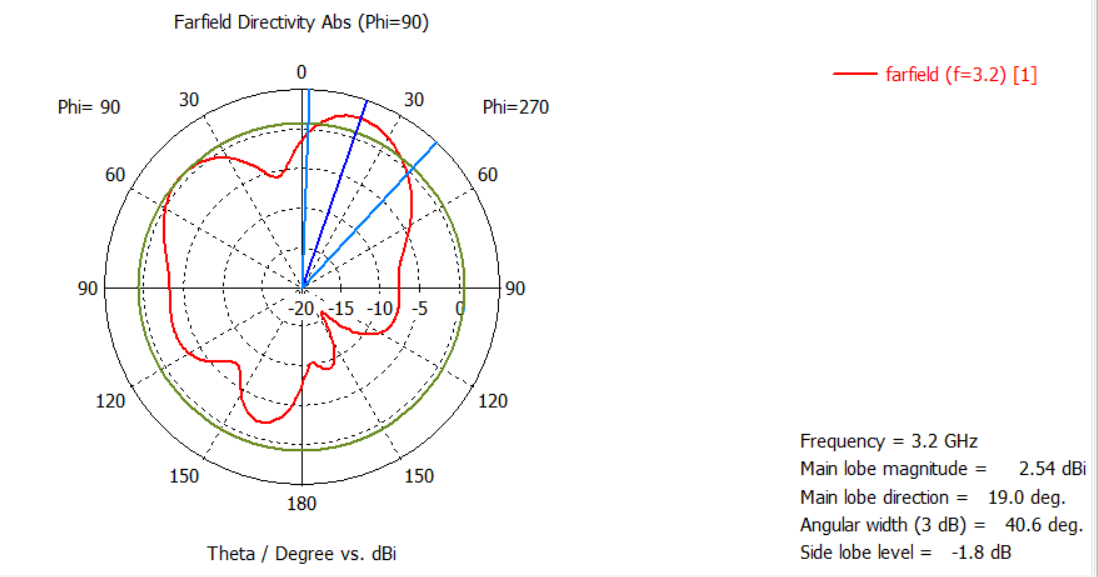 Farfield Directivity Abs (Phi=90)
farfield (f=3.2) [1]
0
Phi= 90
30
30
Phi=270
60
60
90
90
-20
-15
-10
-5
0
120
120
150
150
180
Frequency = 3.2 GHz
Main lobe magnitude = 2.54 dBi
Main lobe direction = 19.0 deg.
Angular width (3 dB) = 40.6 deg.
Side lobe level = -1.8 dB
Theta / Degree vs. dBi